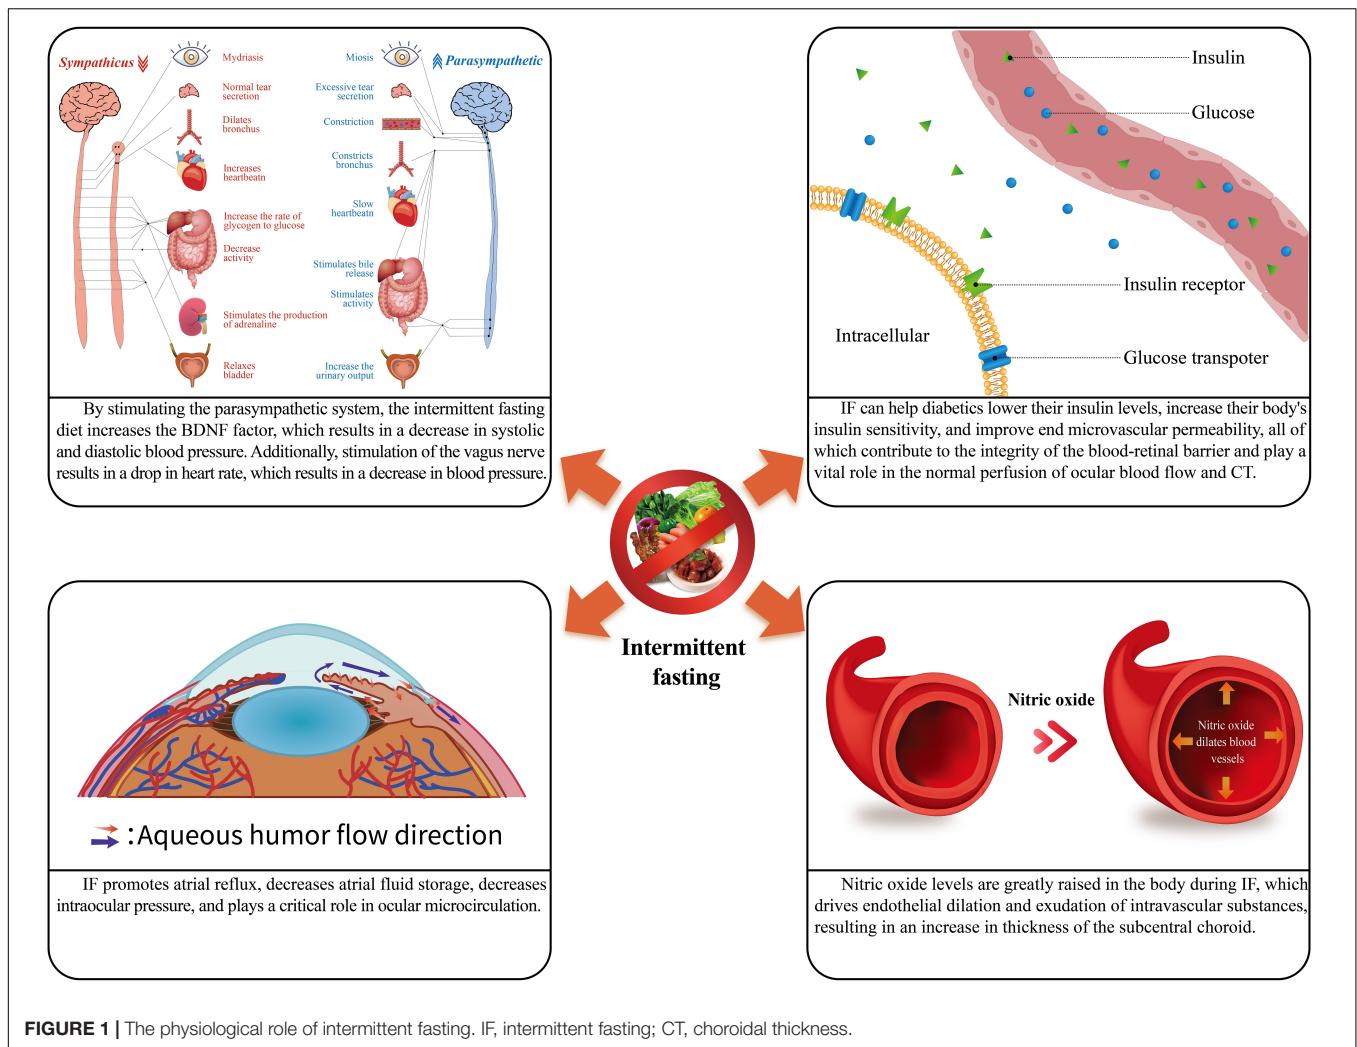 Sympathicus
Mydriasis
Normal tear
secretion
Dilates
bronchus
Increases
heartbeatn
Increase the rate of
glycogen to glucose
Decrease
activity
Stimulates the production
of adrenaline
Relaxes
bladder
Parasympathetic
Miosis
Excessive tear
secretion
Constriction
Constricts
bronchus
Slow
heartbeatn
Stimulates bile
release
Stimulates
activity
Increase the
urinary output
By stimulating the parasympathetic system, the intermittent fasting
diet increases the BDNF factor, which results in a decrease in systolic
and diastolic blood pressure. Additionally, stimulation of the vagus nerve
results in a drop in heart rate, which results in a decrease in blood pressure.
Insulin
Glucose
Insulin receptor
Intracellular
Glucose transpoter
IF can help diabetics lower their insulin levels, increase their body's
insulin sensitivity, and improve end microvascular permeability, all of
which contribute to the integrity of the blood-retinal barrier and play a
vital role in the normal perfusion of ocular blood flow and CT.
Intermittent
fasting
:Aqueous humor flow direction
IF promotes atrial reflux, decreases atrial fluid storage, decreases
intraocular pressure, and plays a critical role in ocular microcirculation.
Nitric oxide
Nitric oxide
dilates blood
vessels
Nitric oxide levels are greatly raised in the body during IF, which
drives endothelial dilation and exudation of intravascular substances,
resulting in an increase in thickness of the subcentral choroid.
FIGURE 1 | The physiological role of intermittent fasting. IF, intermittent fasting; CT, choroidal thickness.